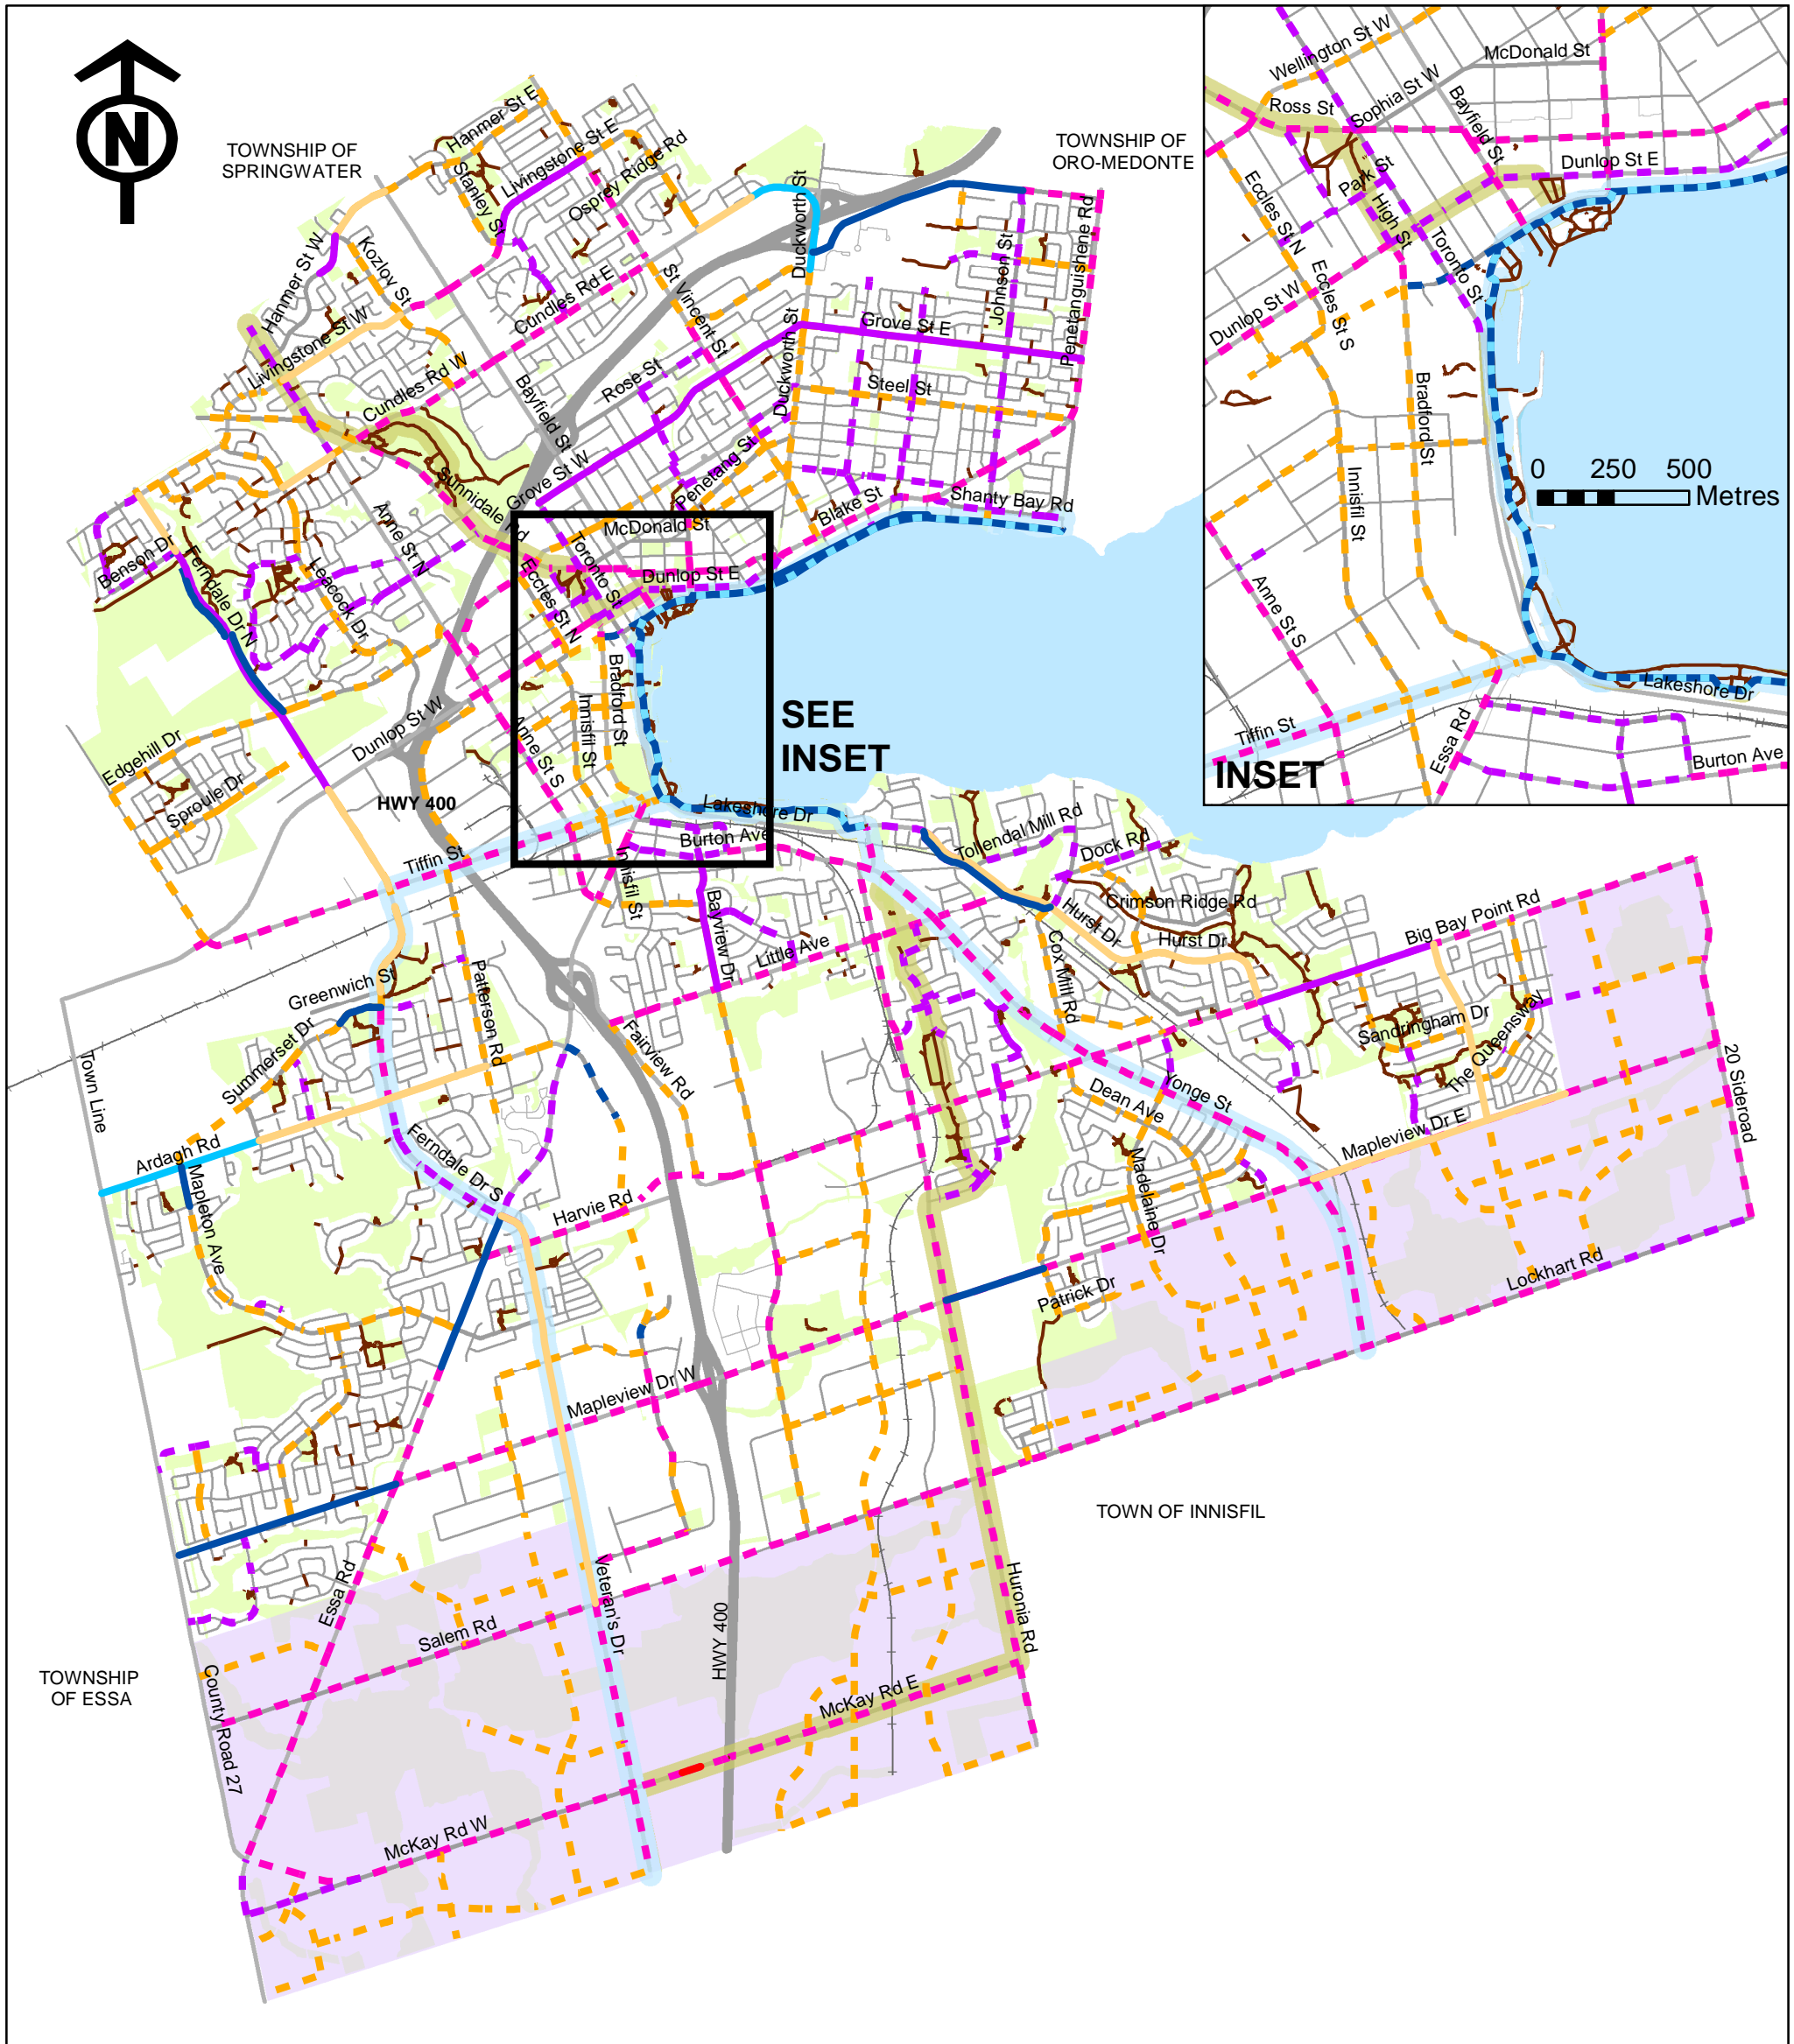 N
TOWNSHIP OF
SPRINGWATER
TOWNSHIP OF
ORO-MEDONTE
Hanmer St E
Livingstone St E
Stanley St
Osprey Ridge Rd
Duckworth St
Hanmer St W
Kozlov St
St Vincent St
Johnson St
Penetanguishene Rd
Livingstone St W
Cundles Rd E
Grove St E
Duckworth St
Cundles Rd W
Bayfield St
Rose St
Steel St
Sunnidale Rd
Grove St W
Penetang St
Blake St
Shanty Bay Rd
McDonald St
Anne St N
Toronto St
Benson Dr
Ferndale Dr N
Leacock Dr
Eccles St N
Dunlop St E
Bradford St
Innisfil St
Dunlop St W
Anne St S
Edgehill Dr
Sproule Dr
HWY 400
SEE
INSET
Lakeshore Dr
Burton Ave
Tiffin St
Innisfil St
Tollendal Mill Rd
Dock Rd
Crimson Ridge Rd
Hurst Dr
Hurst Dr
Big Bay Point Rd
Bayview Dr
Little Ave
Cox Mill Rd
Greenwich St
Patterson Rd
Summerset Dr
Fairview Rd
Sandringham Dr
The Queensway
20 Sideroad
Town Line
Yonge St
Dean Ave
Mapleview Dr E
Ardagh Rd
Mapleton Ave
Ferndale Dr S
Harvie Rd
Madelaine Dr
Lockhart Rd
Patrick Dr
Mapleview Dr W
TOWN OF INNISFIL
Essa Rd
Veteran's Dr
Huronia Rd
Salem Rd
HWY 400
TOWNSHIP
OF ESSA
County Road 27
McKay Rd E
McKay Rd W
Wellington St W
McDonald St
Ross St
Sophia St W
Bayfield St
Dunlop St E
Park St
Eccles St N
High St
Toronto St
Eccles St S
Dunlop St W
Bradford St
0 250 500
Metres
Innisfil St
Anne St S
Lakeshore Dr
Tiffin St
Essa Rd
Burton Ave
INSET